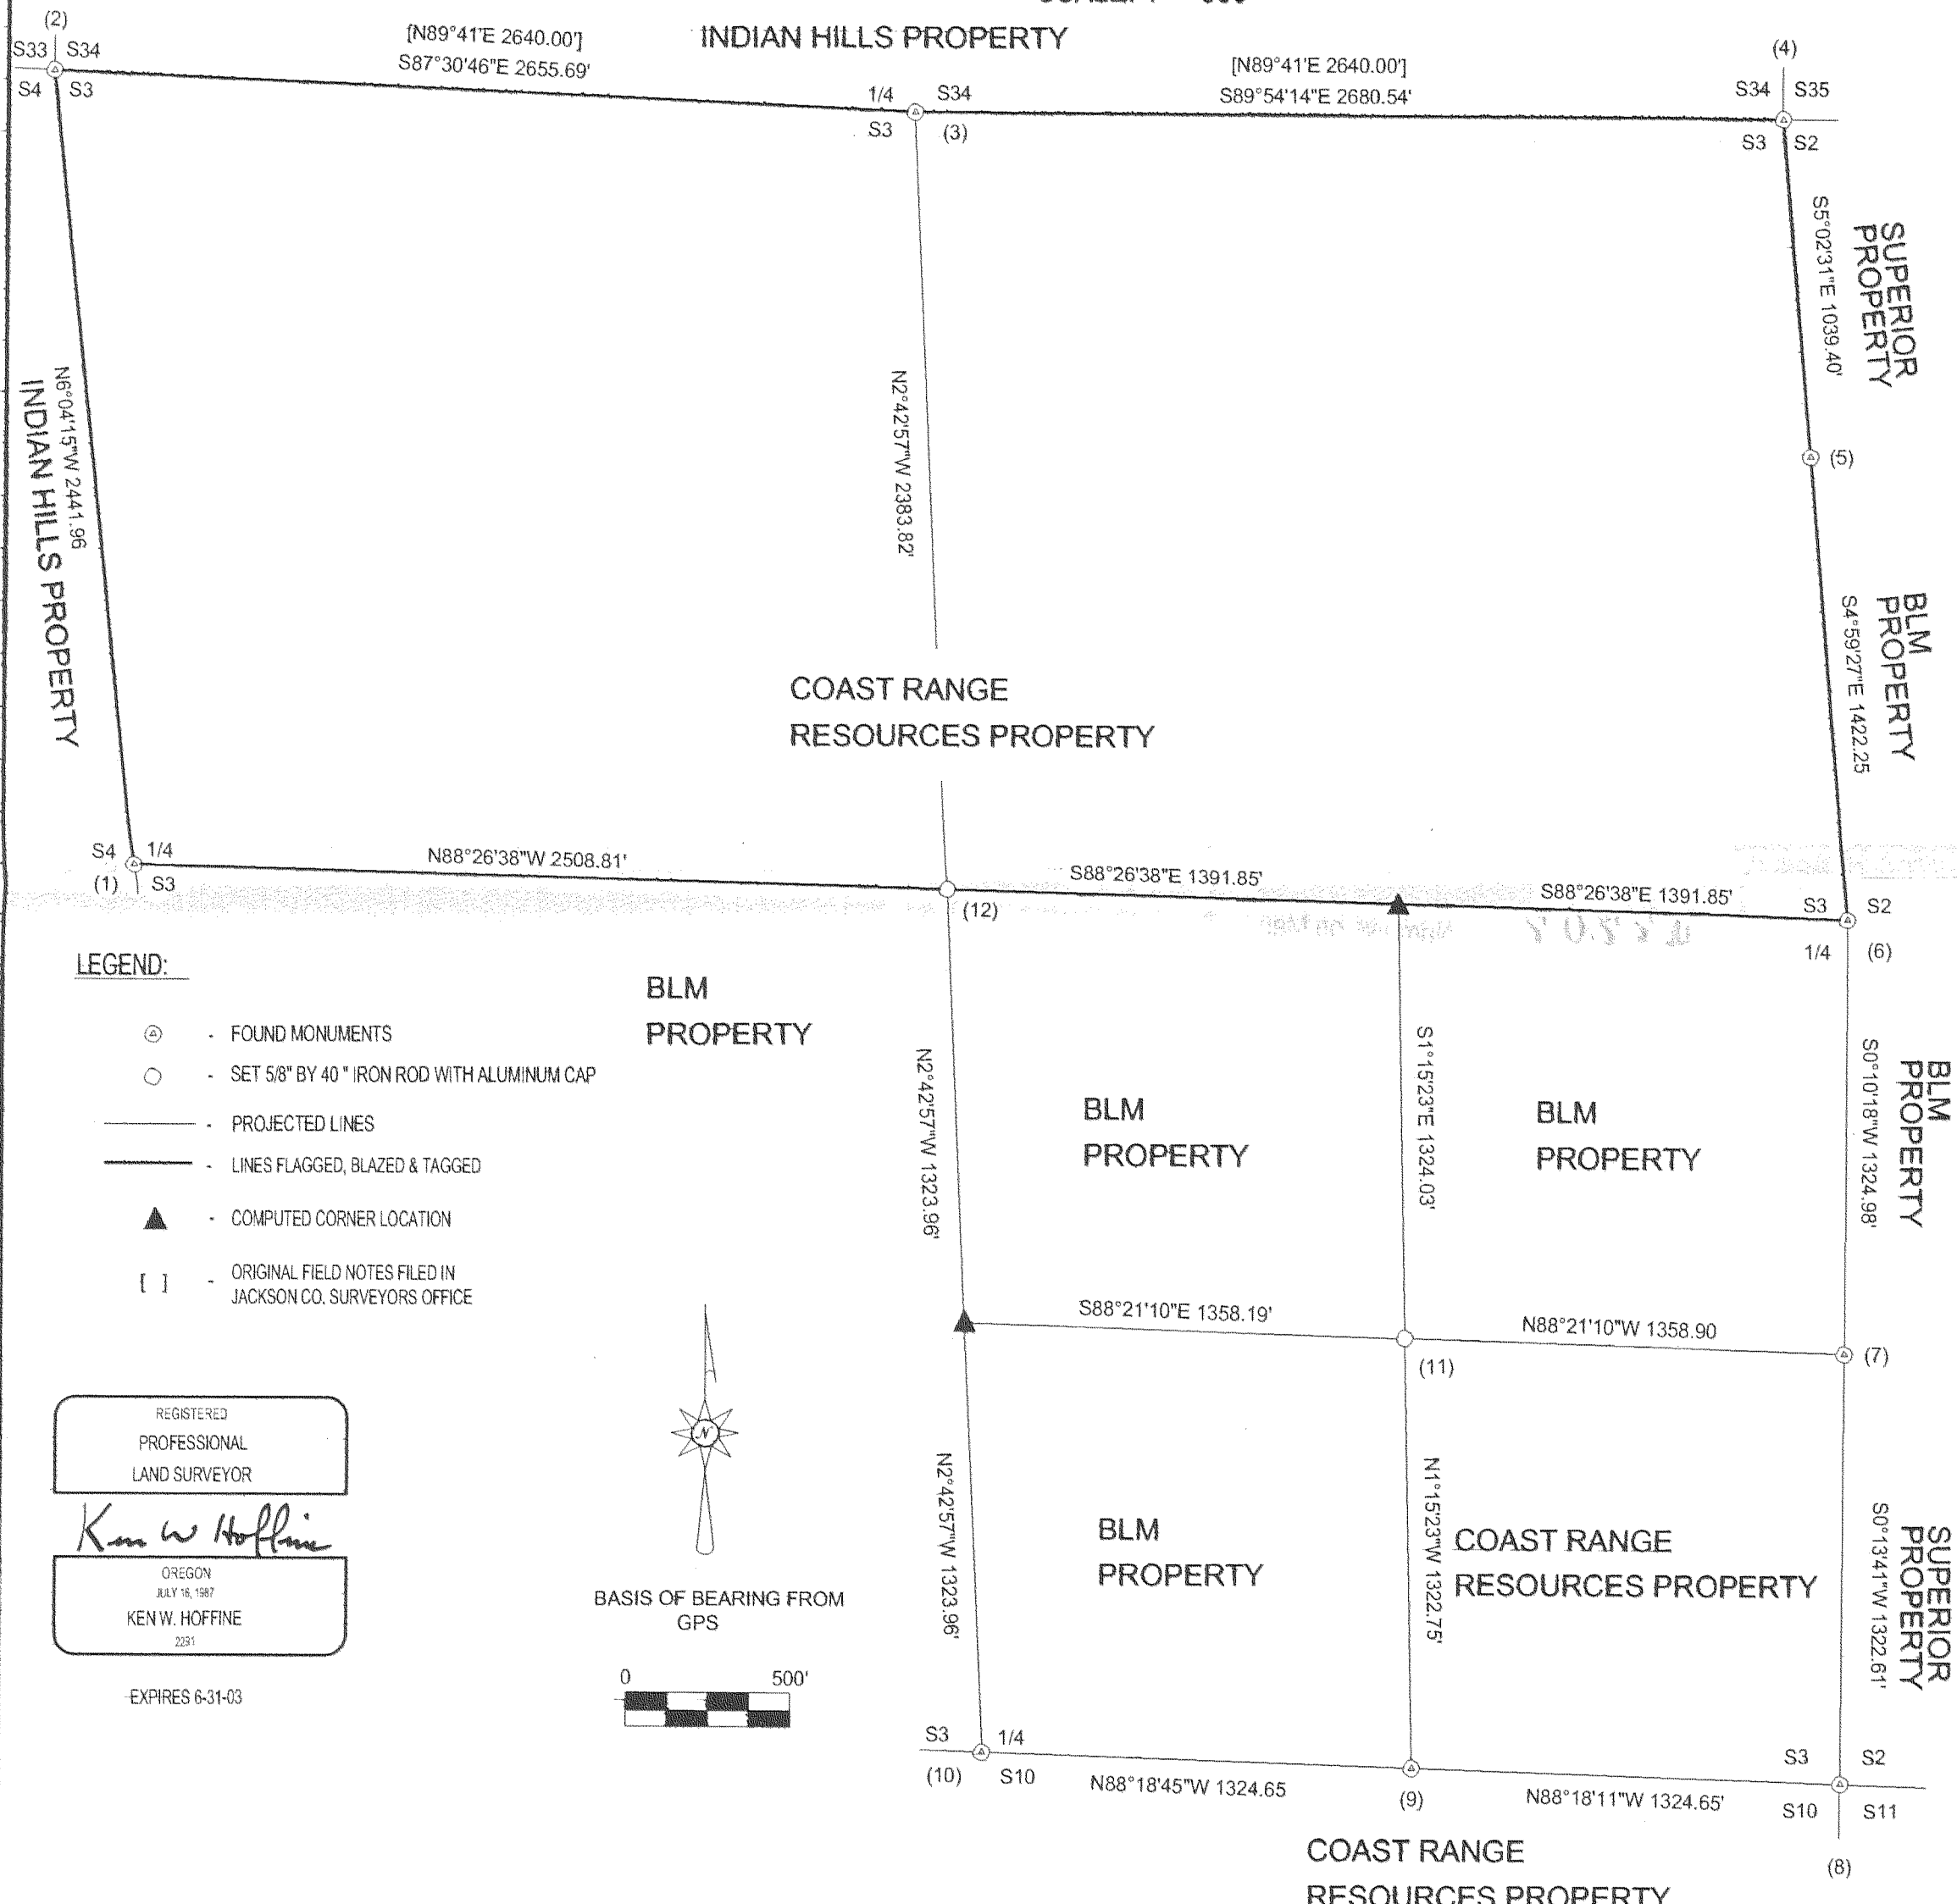 (2)
[N89°41'E 2640.00']
S87°30'46"E 2655.69'
INDIAN HILLS PROPERTY
[N89°41'E 2640.00']
S89°54'14"E 2680.54'
(4)
S33 S34
S4 S3
1/4 S34
S3 (3)
S34 S35
S3 S2
S5°02'31"E 1039.40'
SUPERIOR
PROPERTY
N6°04'15"W 2441.96
INDIAN HILLS PROPERTY
N2°42'57"W 2383.82'
(5)
S4°59'27"E 1422.25
BLM
PROPERTY
COAST RANGE
RESOURCES PROPERTY
S4 1/4
(1) S3
N88°26'38"W 2508.81'
(12)
S88°26'38"E 1391.85'
S88°26'38"E 1391.85'
S3 S2
1/4 (6)
LEGEND:
- FOUND MONUMENTS
- SET 5/8" BY 40 " IRON ROD WITH ALUMINUM CAP
- PROJECTED LINES
- LINES FLAGGED, BLAZED & TAGGED
- COMPUTED CORNER LOCATION
[ ] - ORIGINAL FIELD NOTES FILED IN
JACKSON CO. SURVEYORS OFFICE
BLM
PROPERTY
N2°42'57"W 1323.96'
BLM
PROPERTY
S1°15'23"E 1324.03'
BLM
PROPERTY
S0°10'18"W 1324.98'
BLM
PROPERTY
S88°21'10"E 1358.19'
(11)
N88°21'10"W 1358.90
(7)
REGISTERED
PROFESSIONAL
LAND SURVEYOR
Ken W Hoffine
OREGON
JULY 16, 1987
KEN W. HOFFINE
2291
EXPIRES 6-31-03
N
BASIS OF BEARING FROM
GPS
0 500'
N2°42'57"W 1323.96'
BLM
PROPERTY
N1°15'23"W 1322.75'
COAST RANGE
RESOURCES PROPERTY
S0°13'41"W 1322.61'
SUPERIOR
PROPERTY
S3 1/4
(10) S10
N88°18'45"W 1324.65
(9)
N88°18'11"W 1324.65'
S3 S2
S10 S11
(8)
COAST RANGE
RESOURCES PROPERTY